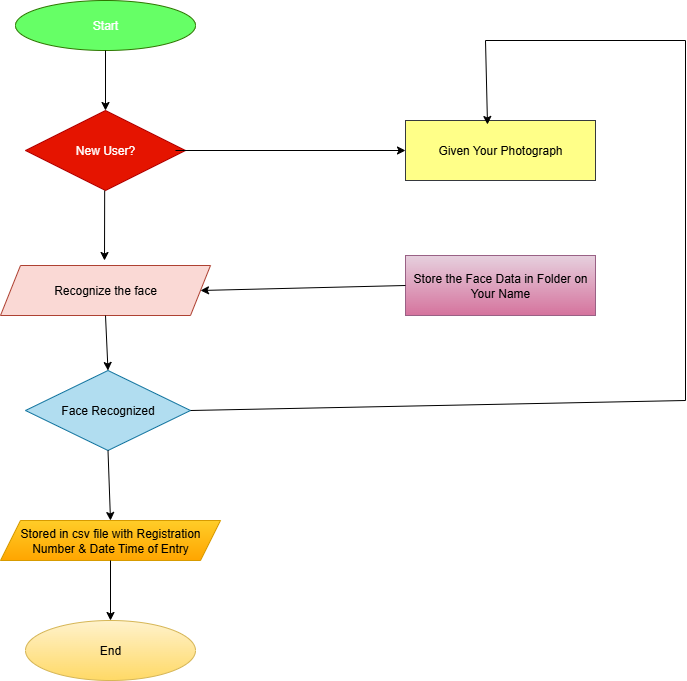 Start
New User?
Given Your Photograph
Recognize the face
Store the Face Data in Folder on
Your Name
Face Recognized
Stored in csv file with Registration
Number & Date Time of Entry
End